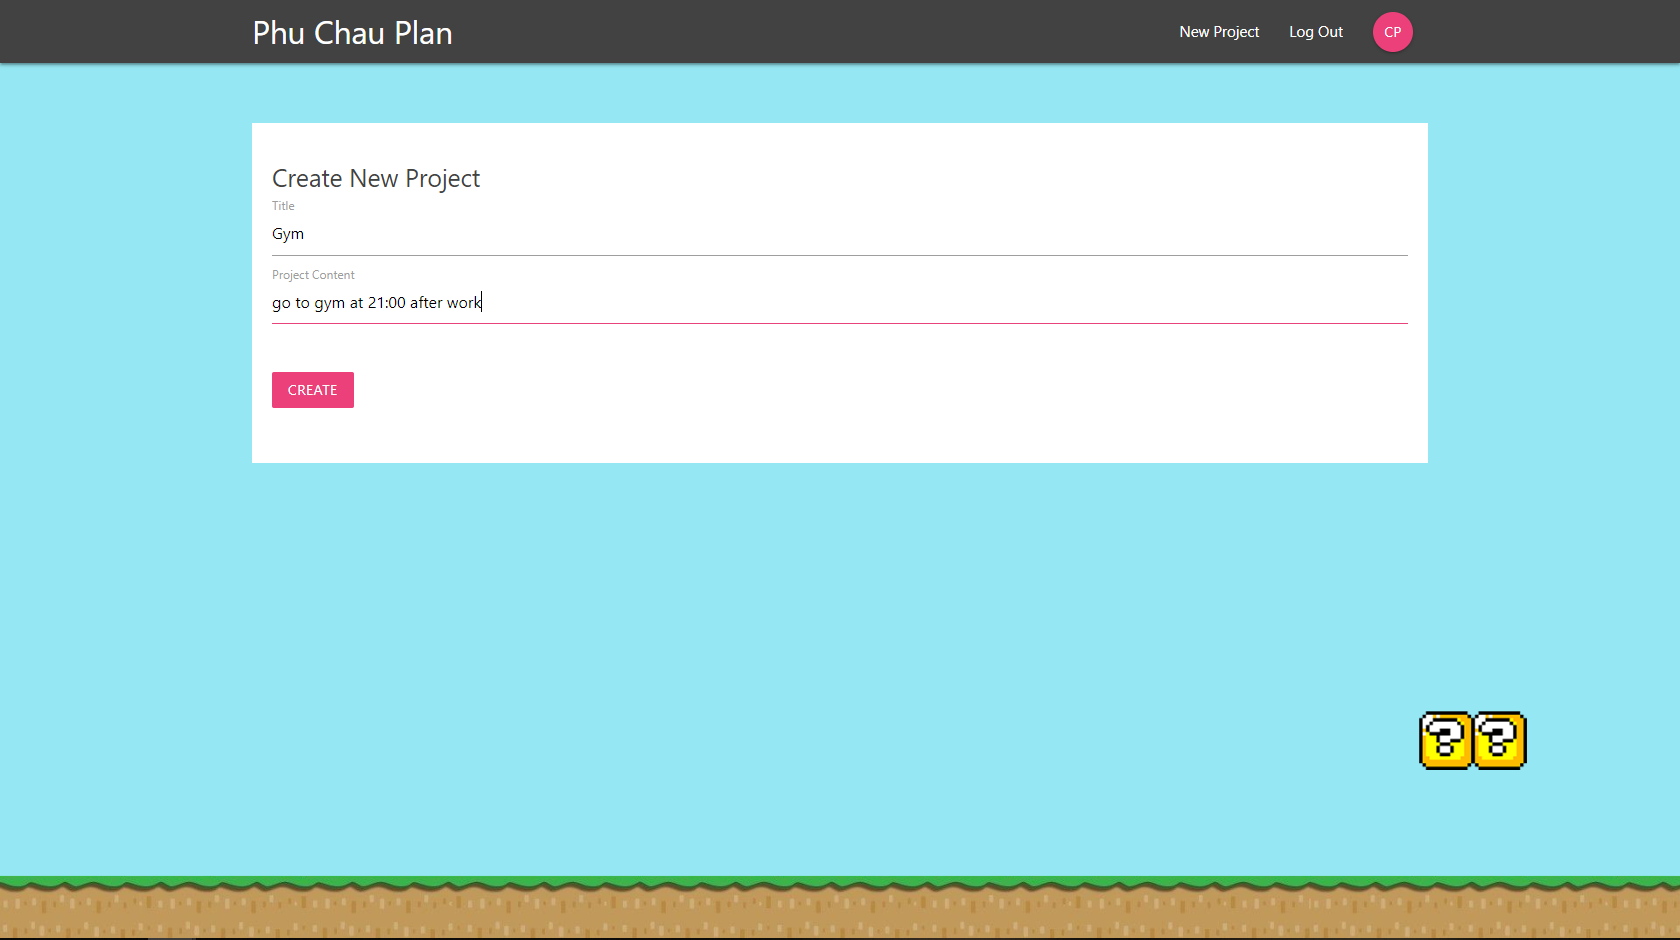 Phu Chau Plan
New Project
Log Out
CP
Create New Project
Title
Gym
Project Content
go to gym at 21:00 after work
CREATE
? ?